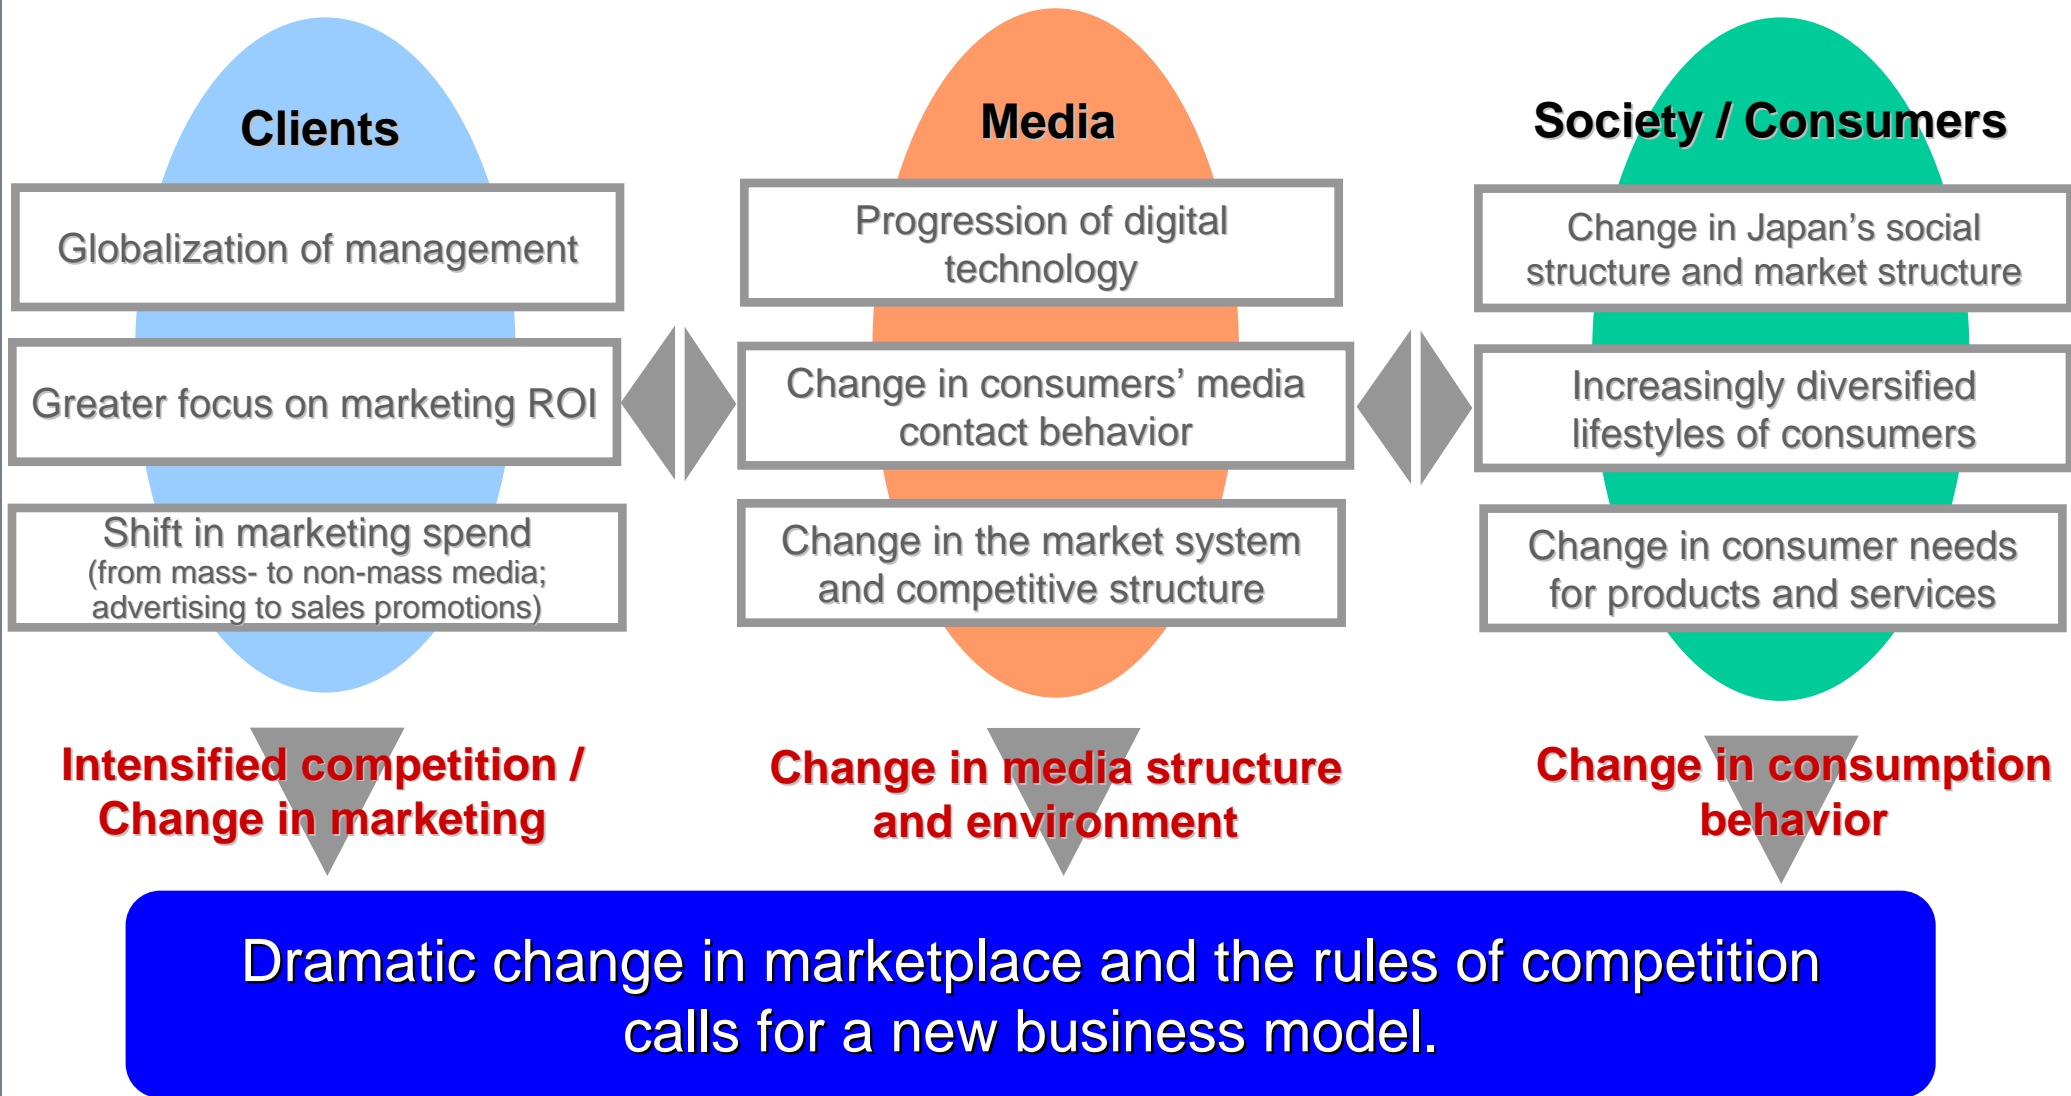 Clients
Globalization of management
Greater focus on marketing ROI
Shift in marketing spend
(from mass- to non-mass media;
advertising to sales promotions)
Intensified competition /
Change in marketing
Media
Progression of digital
technology
Change in consumers’ media
contact behavior
Change in the market system
and competitive structure
Change in media structure
and environment
Society / Consumers
Change in Japan’s social
structure and market structure
Increasingly diversified
lifestyles of consumers
Change in consumer needs
for products and services
Change in consumption
behavior
Dramatic change in marketplace and the rules of competition
calls for a new business model.